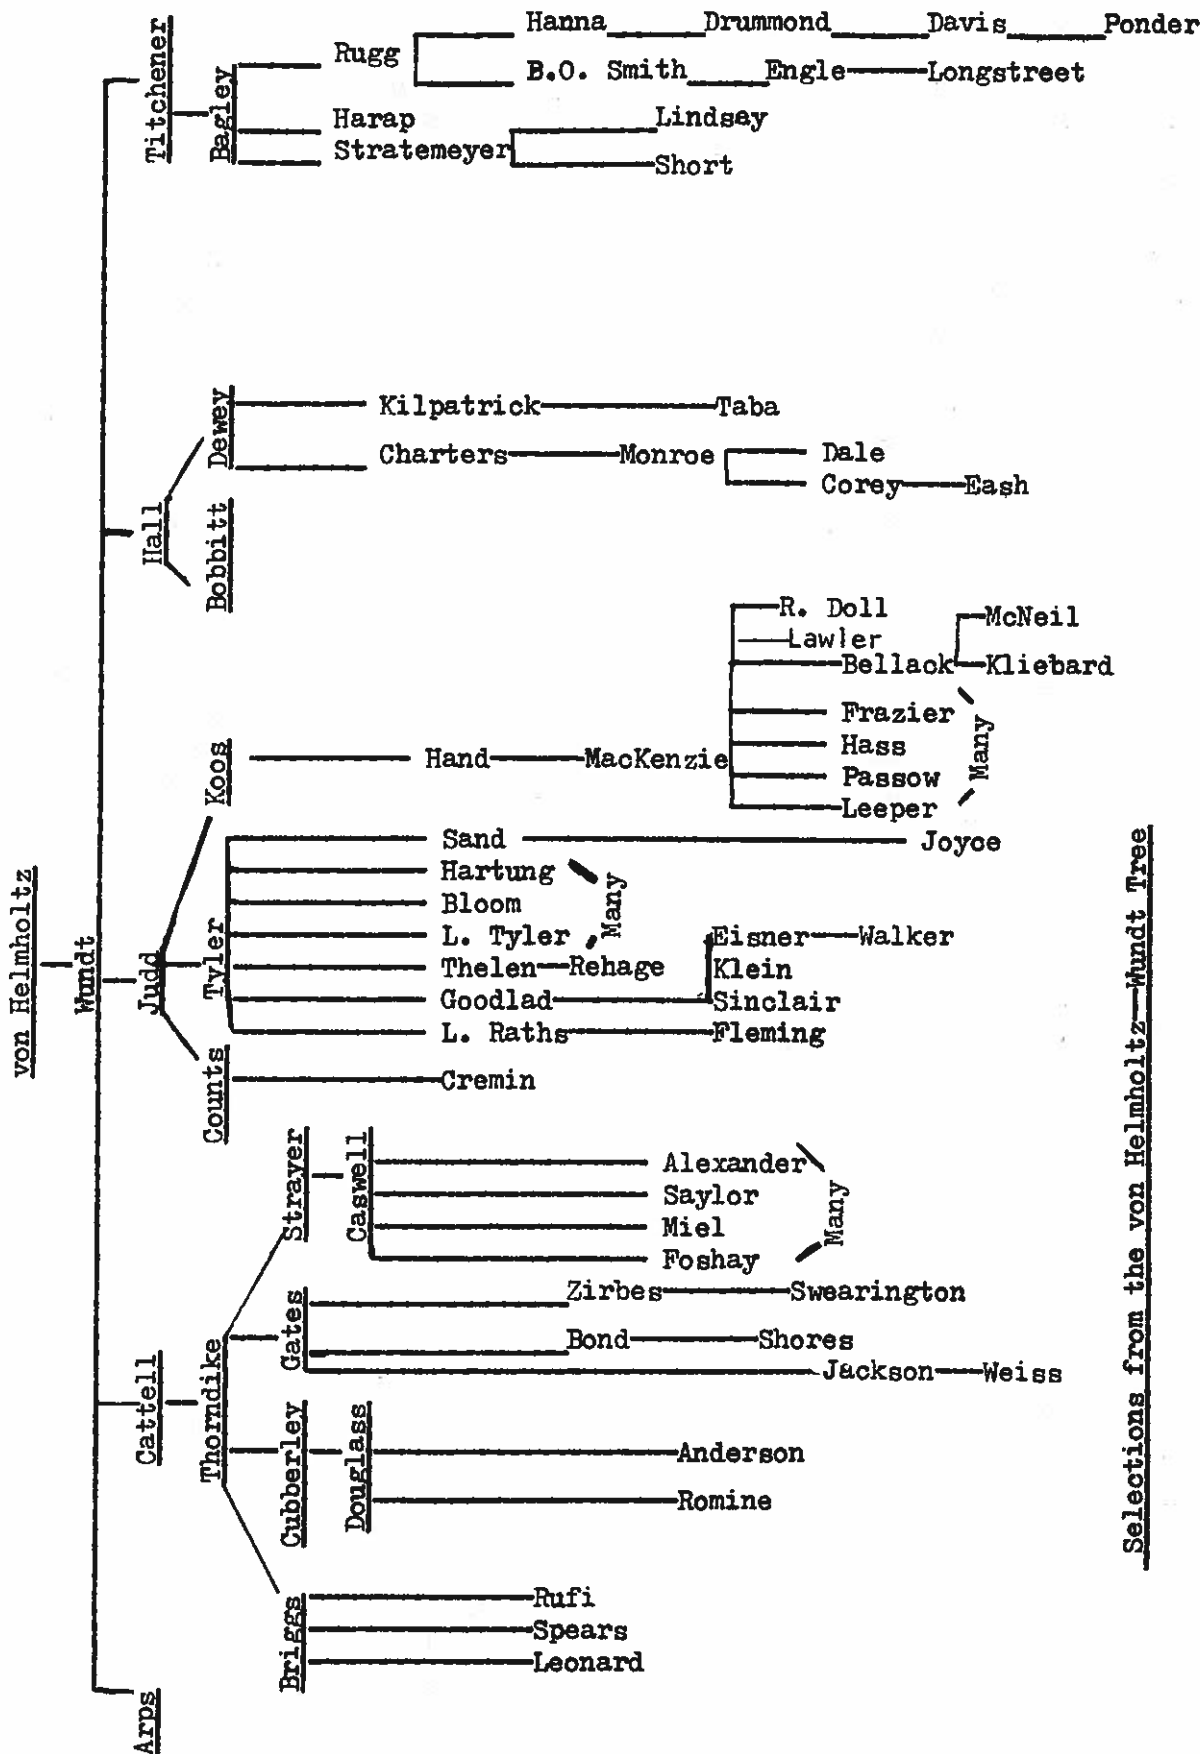 von Helmholtz
Wundt
Titchener
Bagley
Rugg
Hanna Drummond Davis Ponder
B.O. Smith Engle Longstreet
Harap
Stratemeyer
Lindsay
Short
Hall
Dewey
Kilpatrick Taba
Charters Monroe
Dale
Corey Eash
Bobbitt
Judd
Koos
Hand MacKenzie
R. Doll
Lawler
Bellack
McNeil
Kliebard
Frazier
Hass
Passow
Leeper
Many
Tyler
Sand Joyce
Hartung
Bloom
L. Tyler
Many
Thelen Rehage
Goodlad
Eisner Walker
Klein
Sinclair
L. Raths Fleming
Counts
Cremin
Cattell
Thorndike
Strayer
Caswell
Alexander
Saylor
Miel
Foshay
Many
Gates
Zirbes Swearington
Bond Shores
Jackson Weiss
Cubberley
Douglass
Anderson
Romine
Briggs
Rufi
Spears
Leonard
Arps
Selections from the von Helmholtz—Wundt Tree